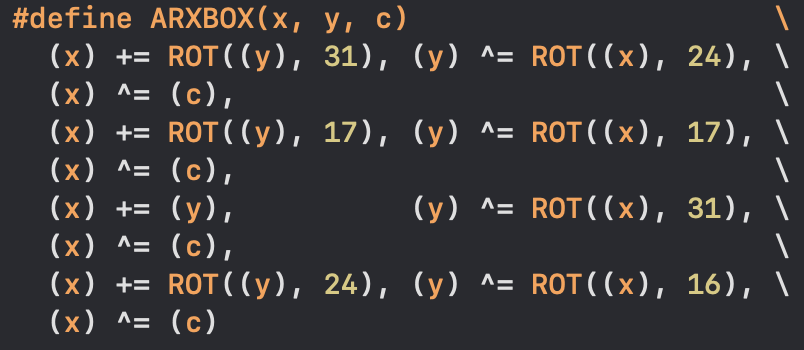 #define ARXBOX(x, y, c)                        \
  (x) += ROT((y), 31), (y) ^= ROT((x), 24), \
  (x) ^= (c),                               \
  (x) += ROT((y), 17), (y) ^= ROT((x), 17), \
  (x) ^= (c),                               \
  (x) += (y),          (y) ^= ROT((x), 31), \
  (x) ^= (c),                               \
  (x) += ROT((y), 24), (y) ^= ROT((x), 16), \
  (x) ^= (c)